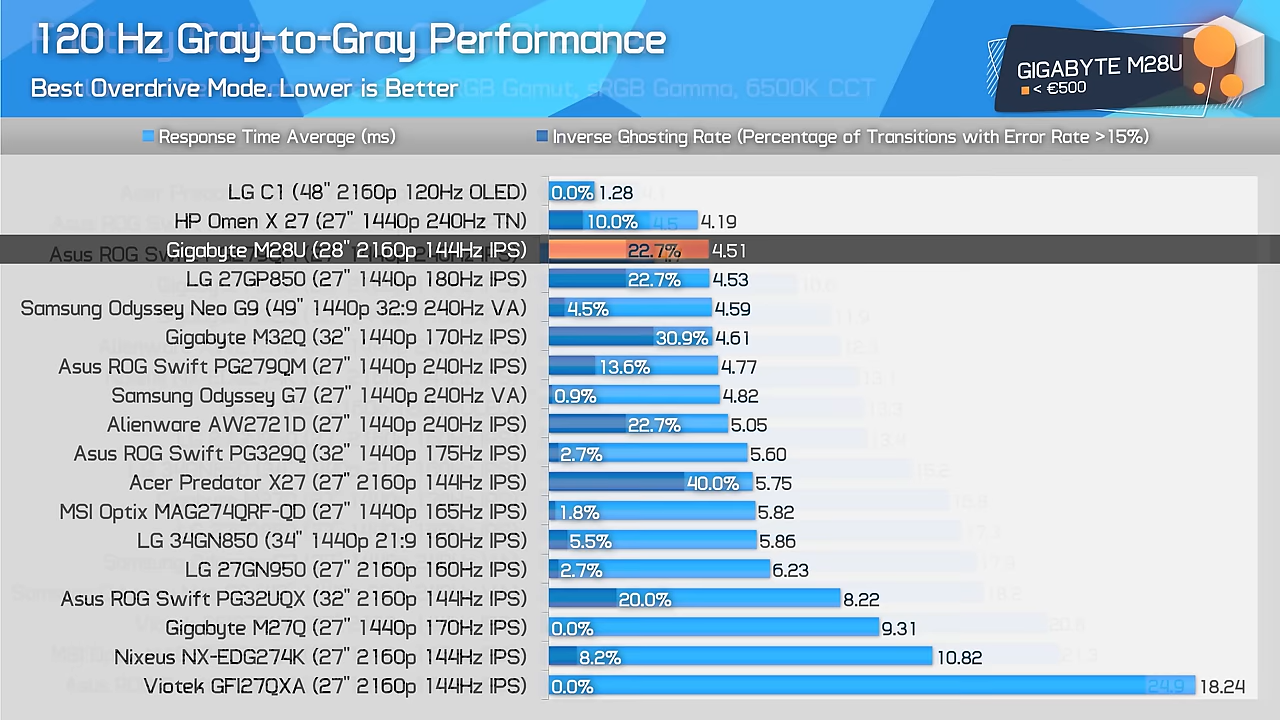 120 Hz Gray-to-Gray Performance
Best Overdrive Mode. Lower is Better
GIGABYTE M28U
< €500
Response Time Average (ms)
Inverse Ghosting Rate (Percentage of Transitions with Error Rate >15%)
LG C1 (48" 2160p 120Hz OLED) 0.0% 1.28
HP Omen X 27 (27" 1440p 240Hz TN) 10.0% 4.19
Gigabyte M28U (28" 2160p 144Hz IPS) 22.7% 4.51
LG 27GP850 (27" 1440p 180Hz IPS) 22.7% 4.53
Samsung Odyssey Neo G9 (49" 1440p 32:9 240Hz VA) 4.5% 4.59
Gigabyte M32Q (32" 1440p 170Hz IPS) 30.9% 4.61
Asus ROG Swift PG279QM (27" 1440p 240Hz IPS) 13.6% 4.77
Samsung Odyssey G7 (27" 1440p 240Hz VA) 0.9% 4.82
Alienware AW2721D (27" 1440p 240Hz IPS) 22.7% 5.05
Asus ROG Swift PG329Q (32" 1440p 175Hz IPS) 2.7% 5.60
Acer Predator X27 (27" 2160p 144Hz IPS) 40.0% 5.75
MSI Optix MAG274QRF-QD (27" 1440p 165Hz IPS) 1.8% 5.82
LG 34GN850 (34" 1440p 21:9 160Hz IPS) 5.5% 5.86
LG 27GN950 (27" 2160p 160Hz IPS) 2.7% 6.23
Asus ROG Swift PG32UQX (32" 2160p 144Hz IPS) 20.0% 8.22
Gigabyte M27Q (27" 1440p 170Hz IPS) 0.0% 9.31
Nixeus NX-EDG274K (27" 2160p 144Hz IPS) 8.2% 10.82
Viotek GFI27QXA (28" 2160p 144Hz IPS) 0.0% 18.24